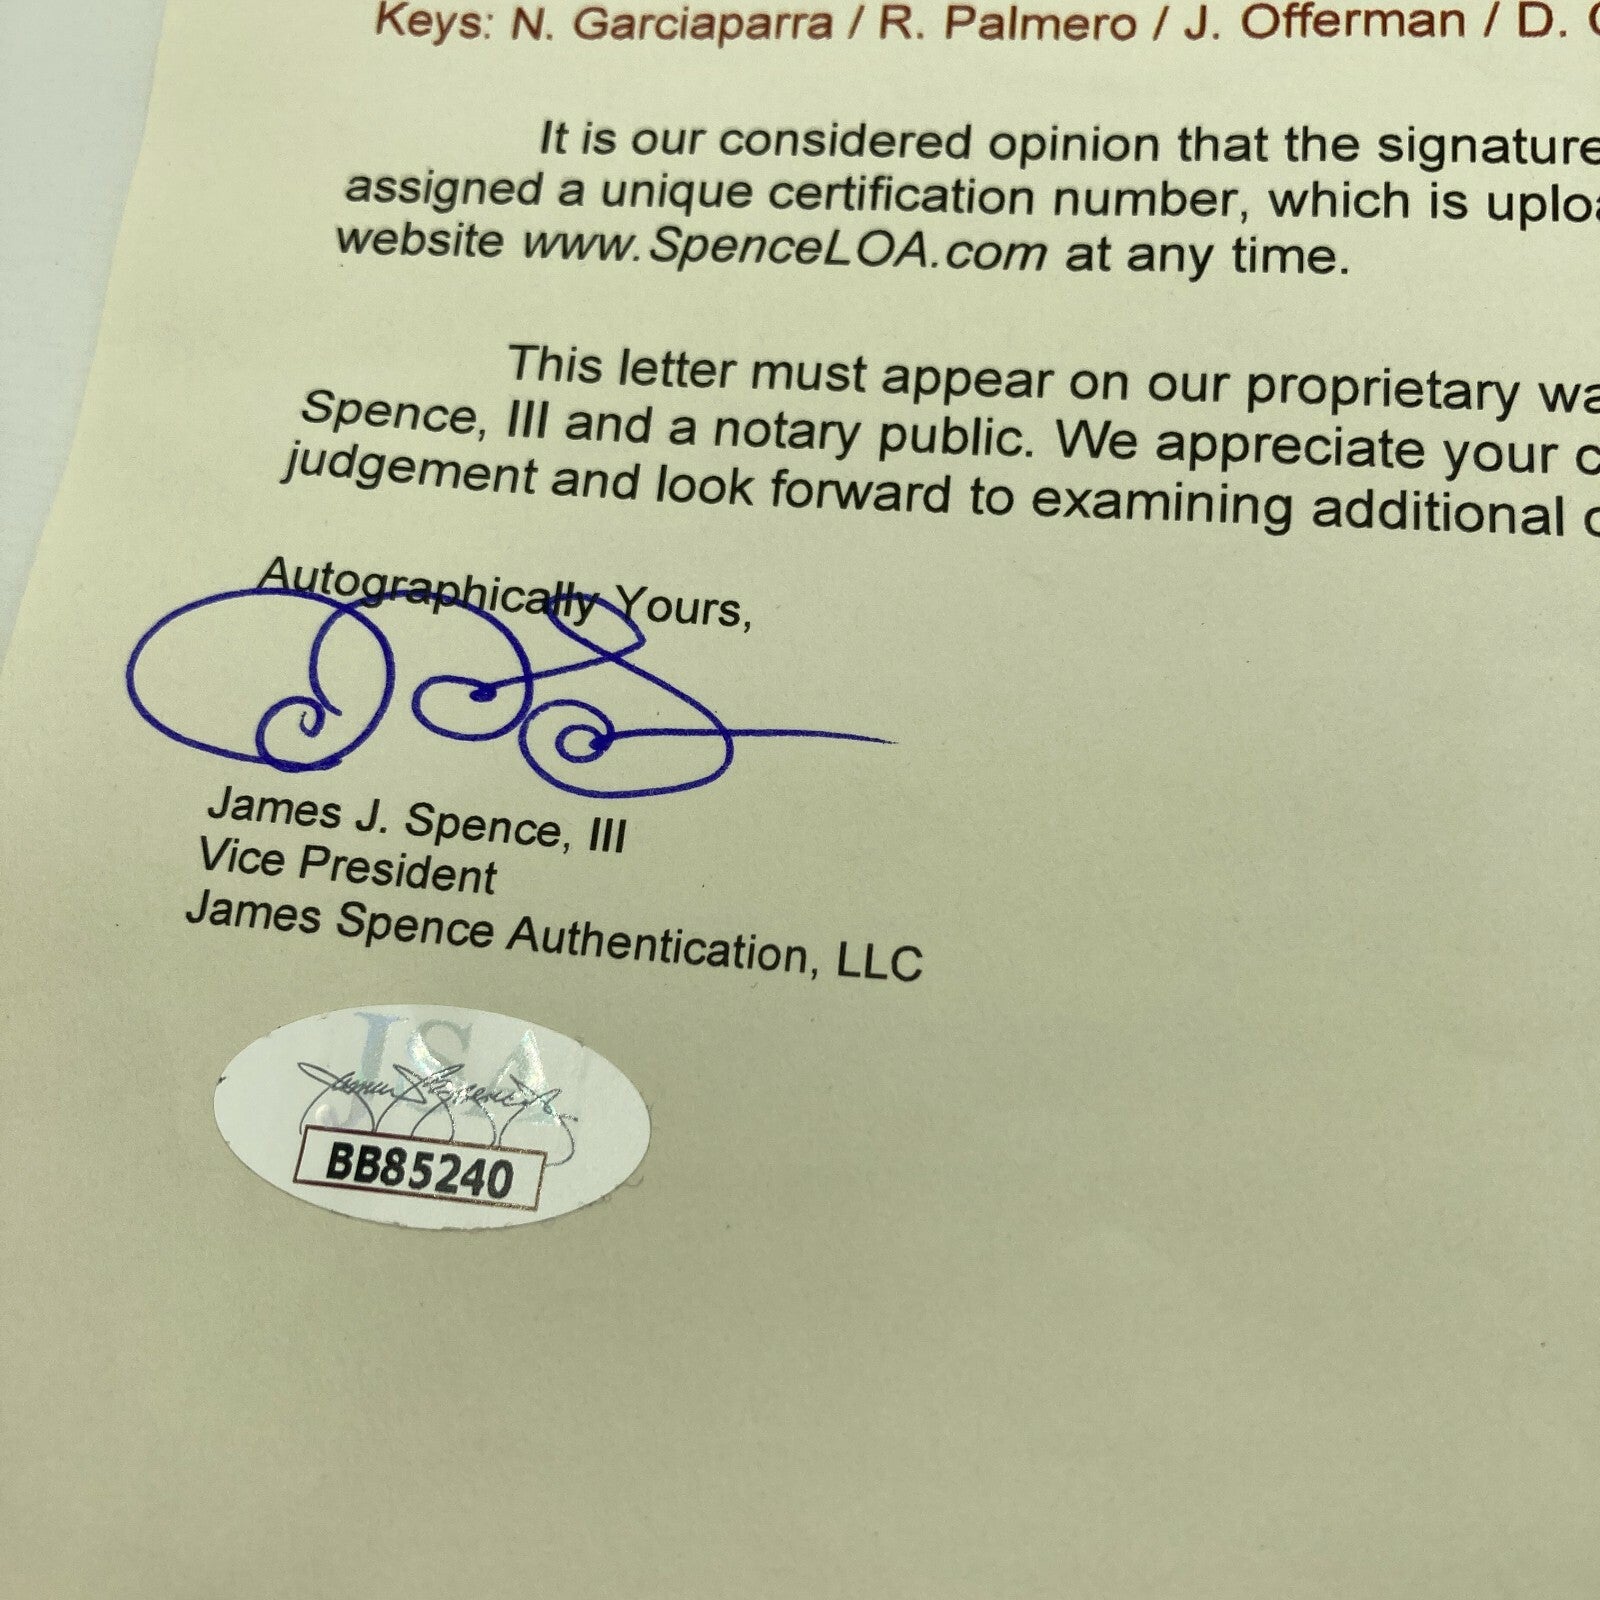 Keys: N. Garciaparra / R. Palmero / J. Offerman / D.
It is our considered opinion that the signature
assigned a unique certification number, which is uplo
website www.SpenceLOA.com at any time.
This letter must appear on our proprietary wa
Spence, III and a notary public. We appreciate your c
judgement and look forward to examining additional
Autographically Yours,
James J. Spence, III
Vice President
James Spence Authentication, LLC
JSA
James Spence
BB85240